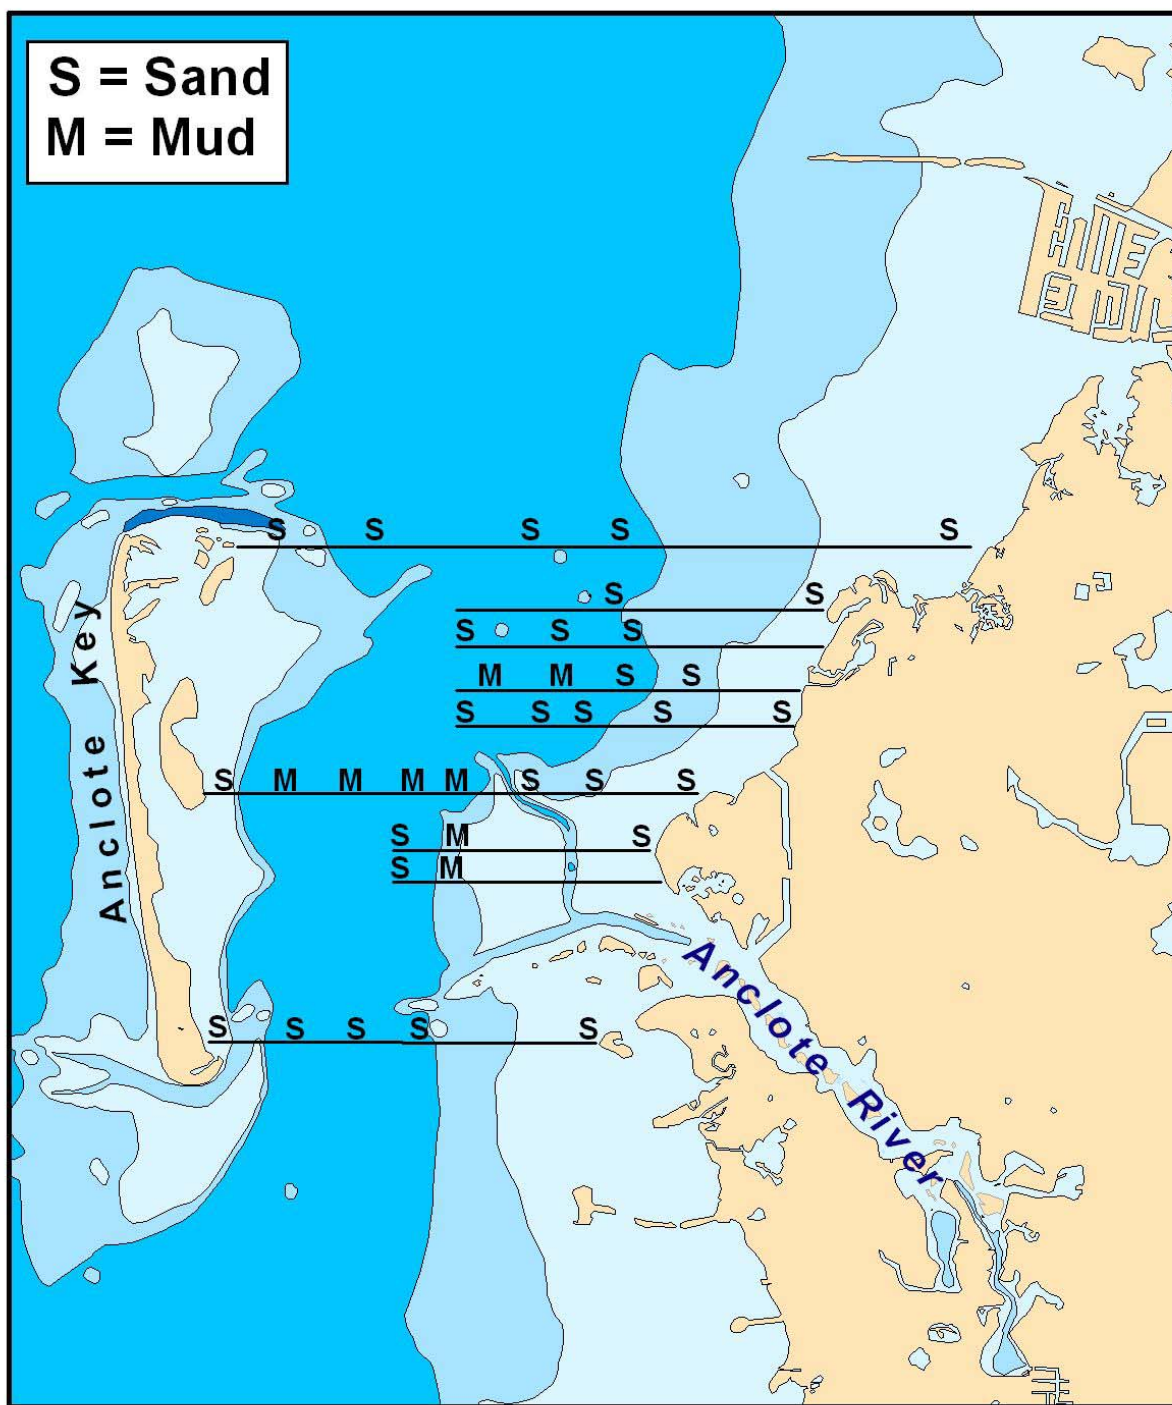 S = Sand
M = Mud
S S S S S
S S
S S S
M M S S
S S S S S
S M M M M S S S
S M S
S M
S S S S S
Anclote Key
Anclote River